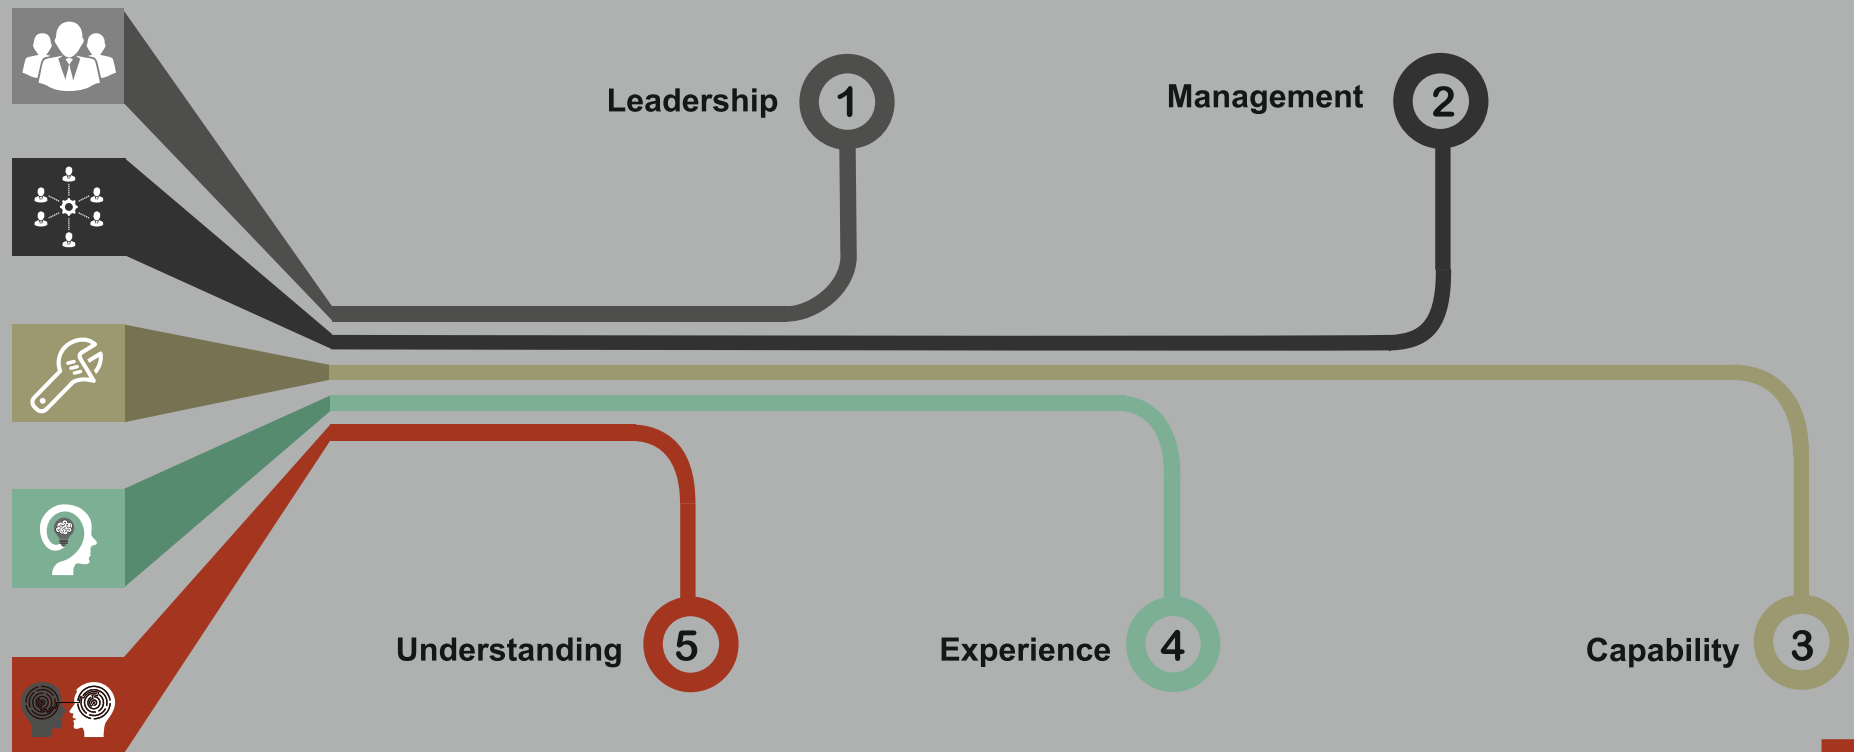 Leadership 1
Management 2
Understanding 5
Experience 4
Capability 3